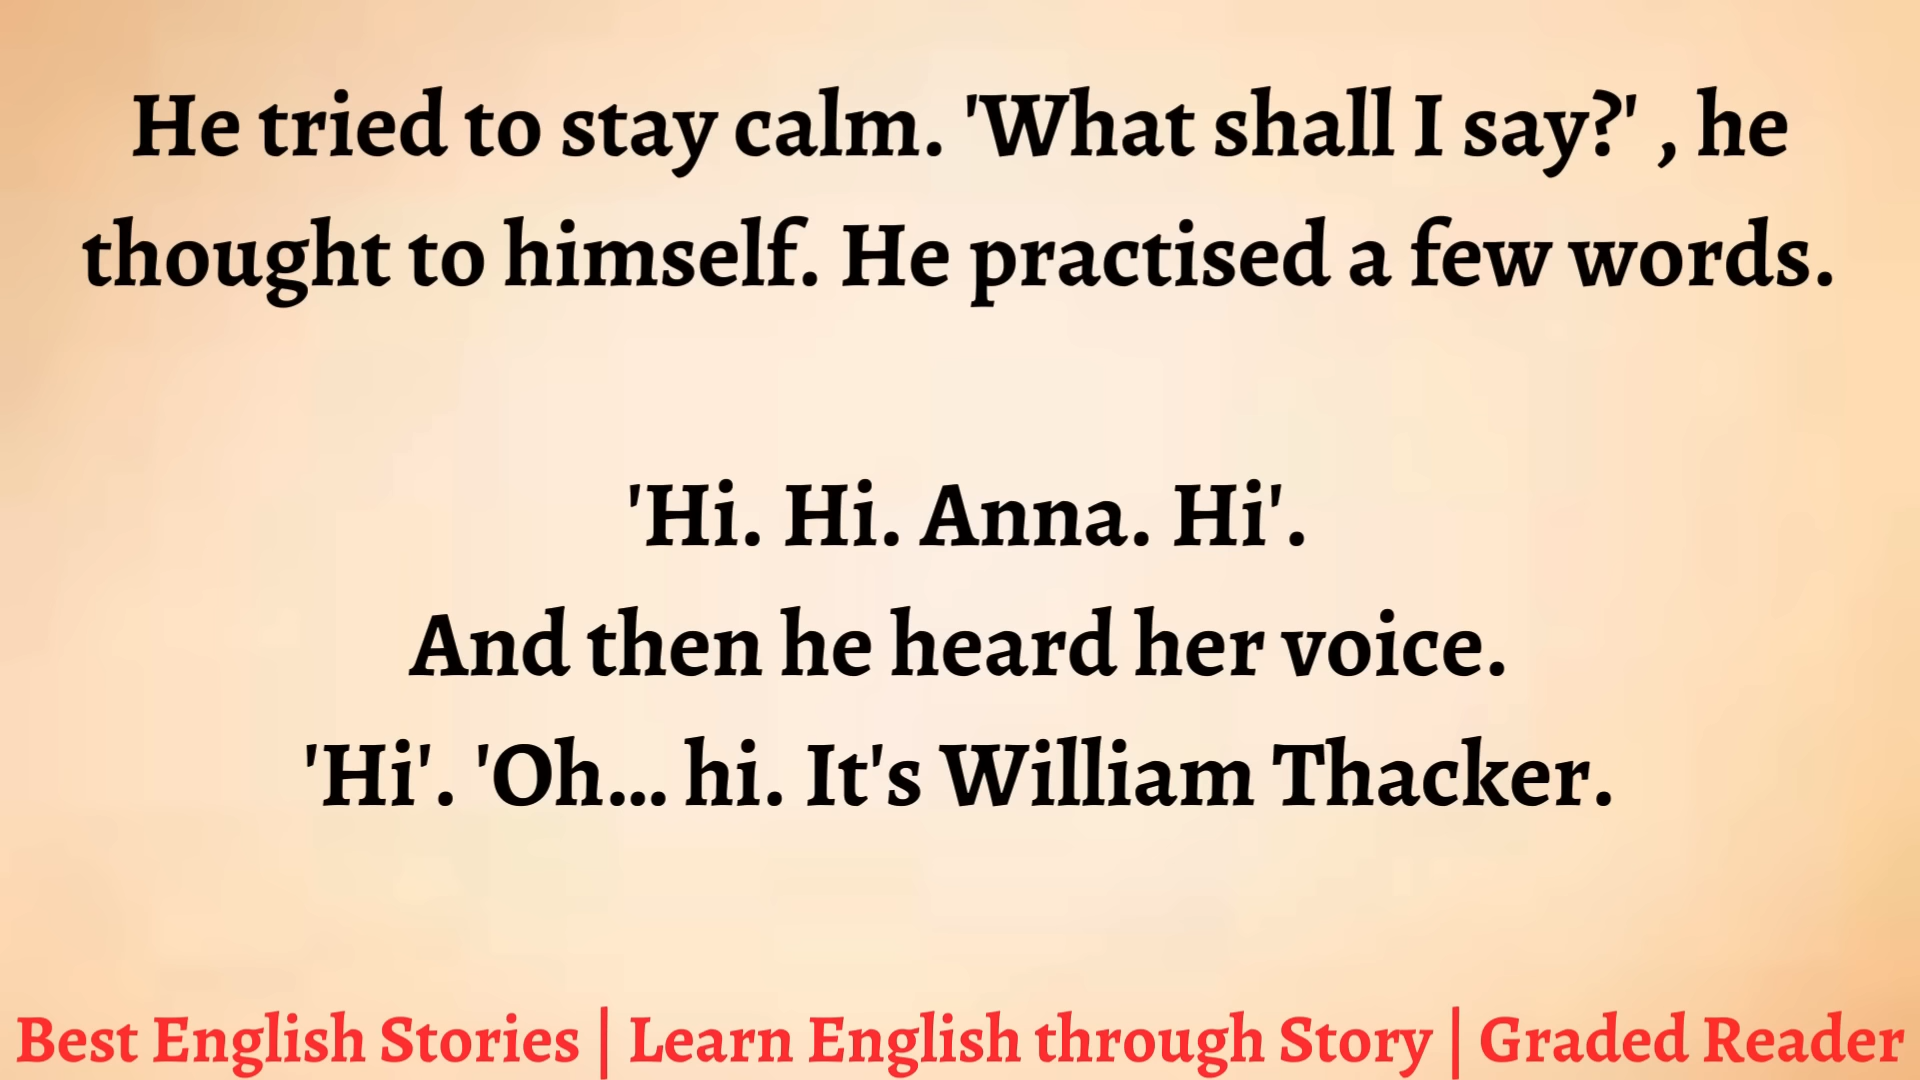 He tried to stay calm. 'What shall I say?' , he
thought to himself. He practised a few words.
'Hi. Hi. Anna. Hi'.
And then he heard her voice.
'Hi'. 'Oh... hi. It's William Thacker.
Best English Stories | Learn English through Story | Graded Reader